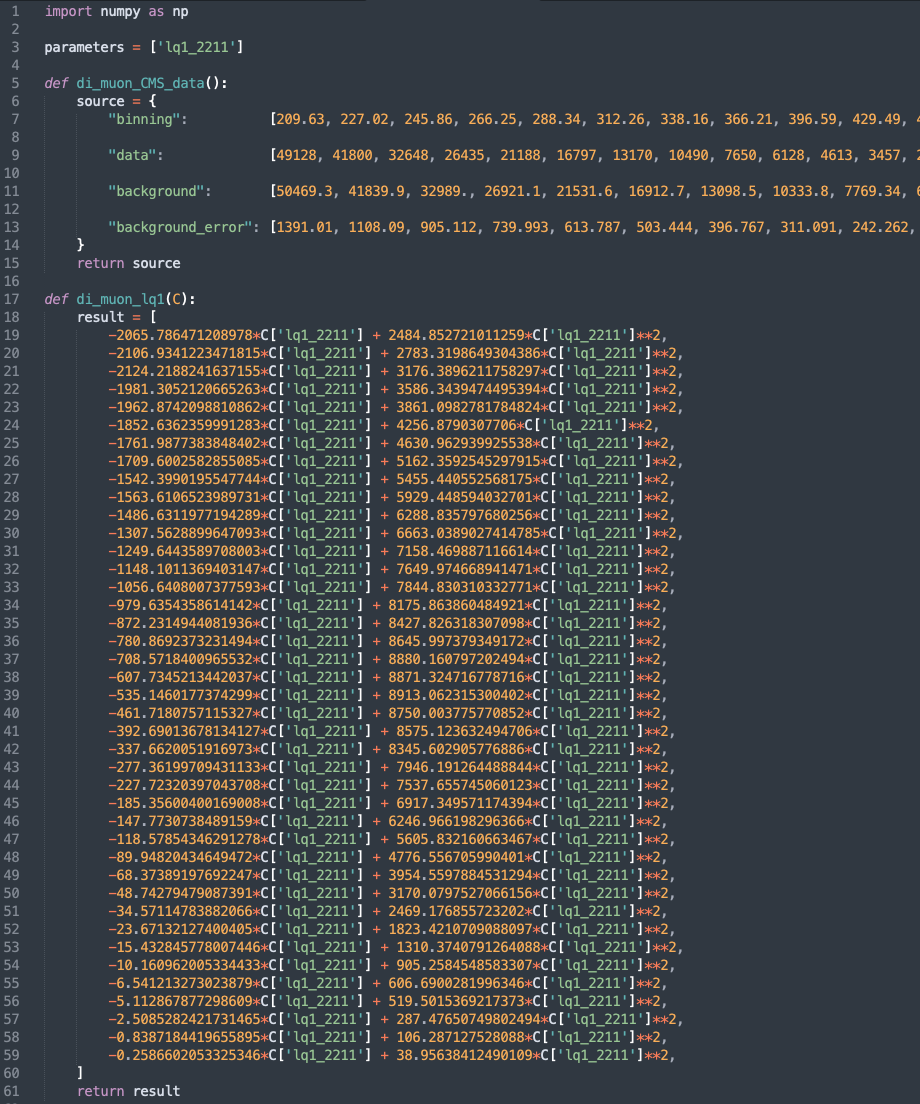 1 import numpy as np
2
3 parameters = ['lq1_2211']
4
5 def di_muon_CMS_data():
6 source = {
7 "binning": [209.63, 227.02, 245.86, 266.25, 288.34, 312.26, 338.16, 366.21, 396.59, 429.49,
8
9 "data": [49128, 41800, 32648, 26435, 21188, 16797, 13170, 10490, 7650, 6128, 4613, 3457,
10
11 "background": [50469.3, 41839.9, 32989., 26921.1, 21531.6, 16912.7, 13098.5, 10333.8, 7769.34,
12
13 "background_error": [1391.01, 1108.09, 905.112, 739.993, 613.787, 503.444, 396.767, 311.091, 242.262,
14 }
15 return source
16
17 def di_muon_lq1(C):
18 result = [
19 -2065.786471208978*C['lq1_2211'] + 2484.852721011259*C['lq1_2211']**2,
20 -2106.9341223471815*C['lq1_2211'] + 2783.3198649304386*C['lq1_2211']**2,
21 -2124.2188241637155*C['lq1_2211'] + 3176.3896211758297*C['lq1_2211']**2,
22 -1981.3052120665263*C['lq1_2211'] + 3586.3439474495394*C['lq1_2211']**2,
23 -1962.8742098810862*C['lq1_2211'] + 3861.0982781784824*C['lq1_2211']**2,
24 -1852.6362359991283*C['lq1_2211'] + 4256.8790307706*C['lq1_2211']**2,
25 -1761.9877383848402*C['lq1_2211'] + 4630.962939925538*C['lq1_2211']**2,
26 -1709.6002582855085*C['lq1_2211'] + 5162.3592545297915*C['lq1_2211']**2,
27 -1542.3990195547744*C['lq1_2211'] + 5455.440552568175*C['lq1_2211']**2,
28 -1563.6106523989731*C['lq1_2211'] + 5929.448594032701*C['lq1_2211']**2,
29 -1486.6311977194289*C['lq1_2211'] + 6288.835797680256*C['lq1_2211']**2,
30 -1307.5628899647093*C['lq1_2211'] + 6663.0389027414785*C['lq1_2211']**2,
31 -1249.6443589708003*C['lq1_2211'] + 7158.469887116614*C['lq1_2211']**2,
32 -1148.1011369403147*C['lq1_2211'] + 7649.974668941471*C['lq1_2211']**2,
33 -1056.6408007377593*C['lq1_2211'] + 7844.830310332771*C['lq1_2211']**2,
34 -979.6354358614142*C['lq1_2211'] + 8175.863860484921*C['lq1_2211']**2,
35 -872.2314944081936*C['lq1_2211'] + 8427.826318307098*C['lq1_2211']**2,
36 -780.8692373231494*C['lq1_2211'] + 8645.997379349172*C['lq1_2211']**2,
37 -708.5718400965532*C['lq1_2211'] + 8880.160797202494*C['lq1_2211']**2,
38 -607.7345213442037*C['lq1_2211'] + 8871.324716778716*C['lq1_2211']**2,
39 -535.1460177374299*C['lq1_2211'] + 8913.062315300402*C['lq1_2211']**2,
40 -461.7180757115327*C['lq1_2211'] + 8750.003775770852*C['lq1_2211']**2,
41 -392.69013678134127*C['lq1_2211'] + 8575.123632494706*C['lq1_2211']**2,
42 -337.6620051916973*C['lq1_2211'] + 8345.602905776886*C['lq1_2211']**2,
43 -277.36199709431133*C['lq1_2211'] + 7946.191264488844*C['lq1_2211']**2,
44 -227.72320397043708*C['lq1_2211'] + 7537.655745060123*C['lq1_2211']**2,
45 -185.35600400169008*C['lq1_2211'] + 6917.349571174394*C['lq1_2211']**2,
46 -147.7730738489159*C['lq1_2211'] + 6246.966198296366*C['lq1_2211']**2,
47 -118.57854346291278*C['lq1_2211'] + 5605.832160663467*C['lq1_2211']**2,
48 -89.94820434649472*C['lq1_2211'] + 4776.556705990401*C['lq1_2211']**2,
49 -68.37389197692247*C['lq1_2211'] + 3954.5597884531294*C['lq1_2211']**2,
50 -48.74279479087391*C['lq1_2211'] + 3170.0797527066156*C['lq1_2211']**2,
51 -34.57114783882066*C['lq1_2211'] + 2469.176855723202*C['lq1_2211']**2,
52 -23.67132127400405*C['lq1_2211'] + 1823.4210709088097*C['lq1_2211']**2,
53 -15.432845778007446*C['lq1_2211'] + 1310.3740791264088*C['lq1_2211']**2,
54 -10.160962005334433*C['lq1_2211'] + 905.2584548583307*C['lq1_2211']**2,
55 -6.541213273023879*C['lq1_2211'] + 606.6900281996346*C['lq1_2211']**2,
56 -5.112867877298609*C['lq1_2211'] + 519.5015369217373*C['lq1_2211']**2,
57 -2.5085282421731465*C['lq1_2211'] + 287.47650749802494*C['lq1_2211']**2,
58 -0.8387184419655895*C['lq1_2211'] + 106.287127528088*C['lq1_2211']**2,
59 -0.2586602053325346*C['lq1_2211'] + 38.95638412490109*C['lq1_2211']**2,
60 ]
61 return result